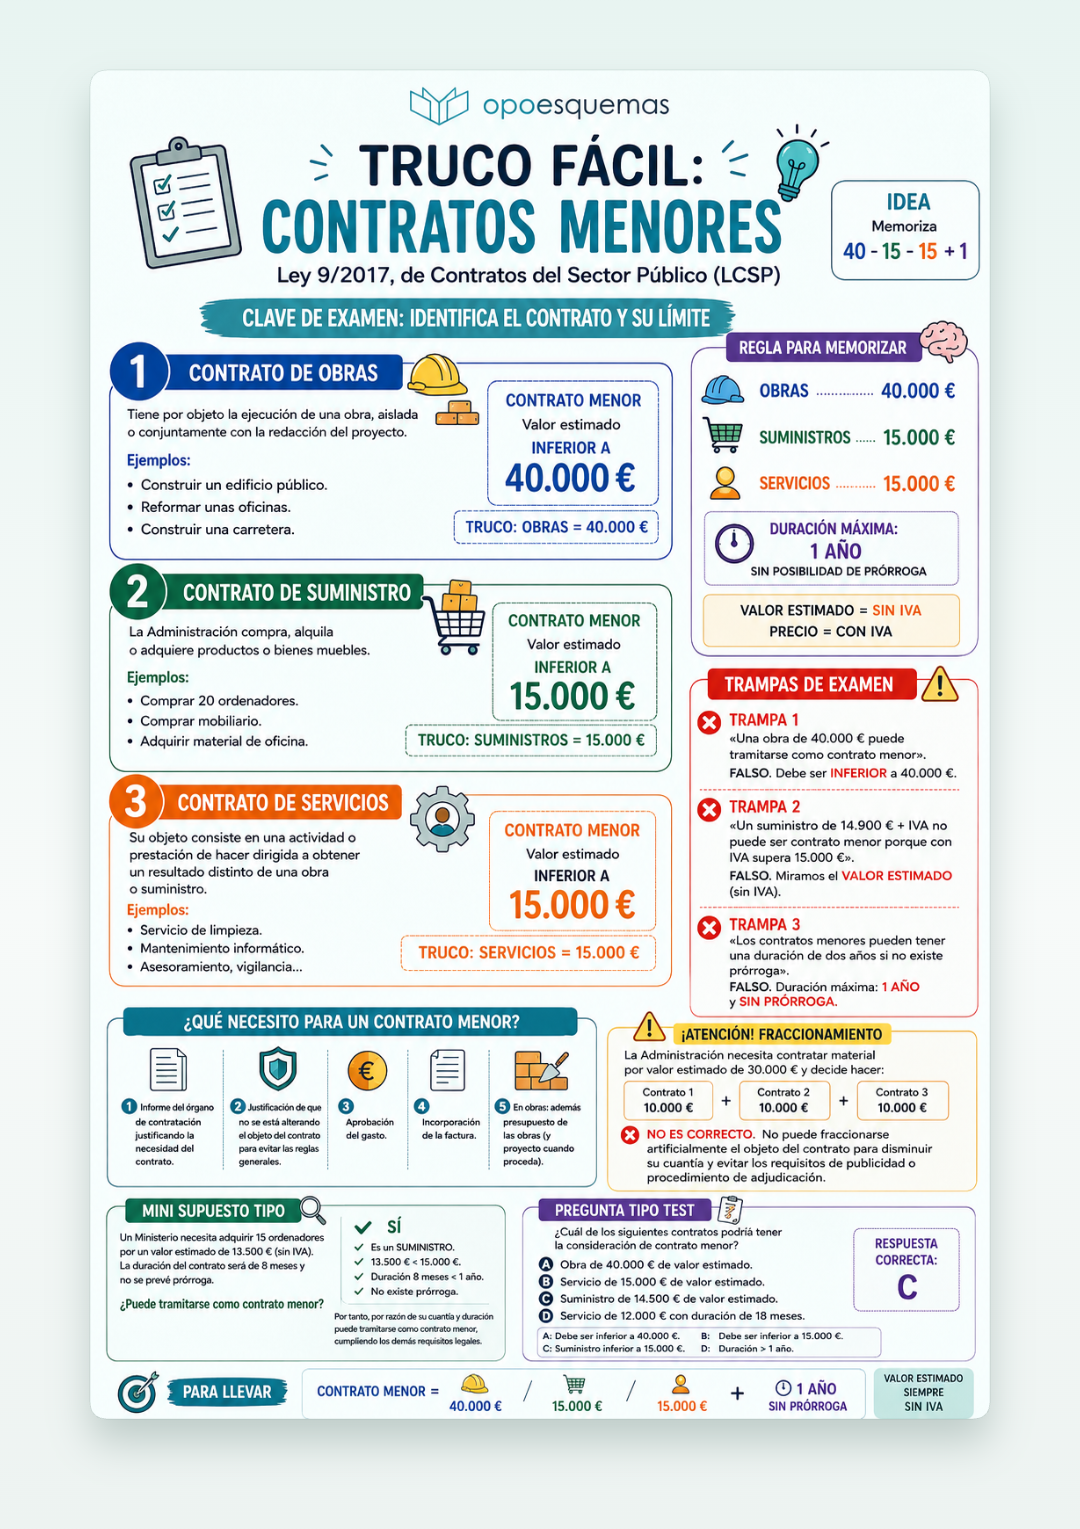 opoesquemas
TRUCO FÁCIL:
CONTRATOS MENORES
Ley 9/2017, de Contratos del Sector Público (LCSP)
IDEA
Memoriza
40 - 15 - 15 + 1
CLAVE DE EXAMEN: IDENTIFICA EL CONTRATO Y SU LÍMITE
1
CONTRATO DE OBRAS
Tiene por objeto la ejecución de una obra, aislada
o conjuntamente con la redacción del proyecto.
Ejemplos:
• Construir un edificio público.
• Reformar unas oficinas.
• Construir una carretera.
CONTRATO MENOR
Valor estimado
INFERIOR A
40.000 €
TRUCO: OBRAS = 40.000 €
2
CONTRATO DE SUMINISTRO
La Administración compra, alquila
o adquiere productos o bienes muebles.
Ejemplos:
• Comprar 20 ordenadores.
• Comprar mobiliario.
• Adquirir material de oficina.
CONTRATO MENOR
Valor estimado
INFERIOR A
15.000 €
TRUCO: SUMINISTROS = 15.000 €
3
CONTRATO DE SERVICIOS
Su objeto consiste en una actividad o
prestación de hacer dirigida a obtener
un resultado distinto de una obra
o suministro.
Ejemplos:
• Servicio de limpieza.
• Mantenimiento informático.
• Asesoramiento, vigilancia...
CONTRATO MENOR
Valor estimado
INFERIOR A
15.000 €
TRUCO: SERVICIOS = 15.000 €
REGLA PARA MEMORIZAR
OBRAS ............. 40.000 €
SUMINISTROS ...... 15.000 €
SERVICIOS .......... 15.000 €
DURACIÓN MÁXIMA:
1 AÑO
SIN POSIBILIDAD DE PRÓRROGA
VALOR ESTIMADO = SIN IVA
PRECIO = CON IVA
TRAMPAS DE EXAMEN
TRAMPA 1
«Una obra de 40.000 € puede
tramitarse como contrato menor».
FALSO. Debe ser INFERIOR a 40.000 €.
TRAMPA 2
«Un suministro de 14.900 € + IVA no
puede ser contrato menor porque con
IVA supera 15.000 €».
FALSO. Miramos el VALOR ESTIMADO
(sin IVA).
TRAMPA 3
«Los contratos menores pueden tener
una duración de dos años si no existe
prórroga».
FALSO. Duración máxima: 1 AÑO
y SIN PRÓRROGA.
¿QUÉ NECESITO PARA UN CONTRATO MENOR?
1 Informe del órgano
de contratación
justificando la
necesidad del
contrato.
2 Justificación de que
no se está alterando
el objeto del contrato
para evitar las reglas
generales.
3
Aprobación
del gasto.
4
Incorporación
de la factura.
5 En obras: además
presupuesto de
las obras (y
proyecto cuando
proceda).
¡ATENCIÓN! FRACCIONAMIENTO
La Administración necesita contratar material
por valor estimado de 30.000 € y decide hacer:
Contrato 1
10.000 €
+
Contrato 2
10.000 €
+
Contrato 3
10.000 €
NO ES CORRECTO. No puede fraccionarse
artificialmente el objeto del contrato para disminuir
su cuantía y evitar los requisitos de publicidad o
procedimiento de adjudicación.
MINI SUPUESTO TIPO
Un Ministerio necesita adquirir 15 ordenadores
por un valor estimado de 13.500 € (sin IVA).
La duración del contrato será de 8 meses y
no se prevé prórroga.
¿Puede tramitarse como contrato menor?
SÍ
Es un SUMINISTRO.
13.500 € < 15.000 €.
Duración 8 meses < 1 año.
No existe prórroga.
Por tanto, por razón de su cuantía y duración
puede tramitarse como contrato menor,
cumpliendo los demás requisitos legales.
PREGUNTA TIPO TEST
¿Cuál de los siguientes contratos podría tener
la consideración de contrato menor?
A Obra de 40.000 € de valor estimado.
B Servicio de 15.000 € de valor estimado.
C Suministro de 14.500 € de valor estimado.
D Servicio de 12.000 € con duración de 18 meses.
A: Debe ser inferior a 40.000 €. B: Debe ser inferior a 15.000 €.
C: Suministro inferior a 15.000 €. D: Duración > 1 año.
RESPUESTA
CORRECTA:
C
PARA LLEVAR
CONTRATO MENOR =
40.000 €
/
15.000 €
/
15.000 €
+
1 AÑO
SIN PRÓRROGA
VALOR ESTIMADO
SIEMPRE
SIN IVA